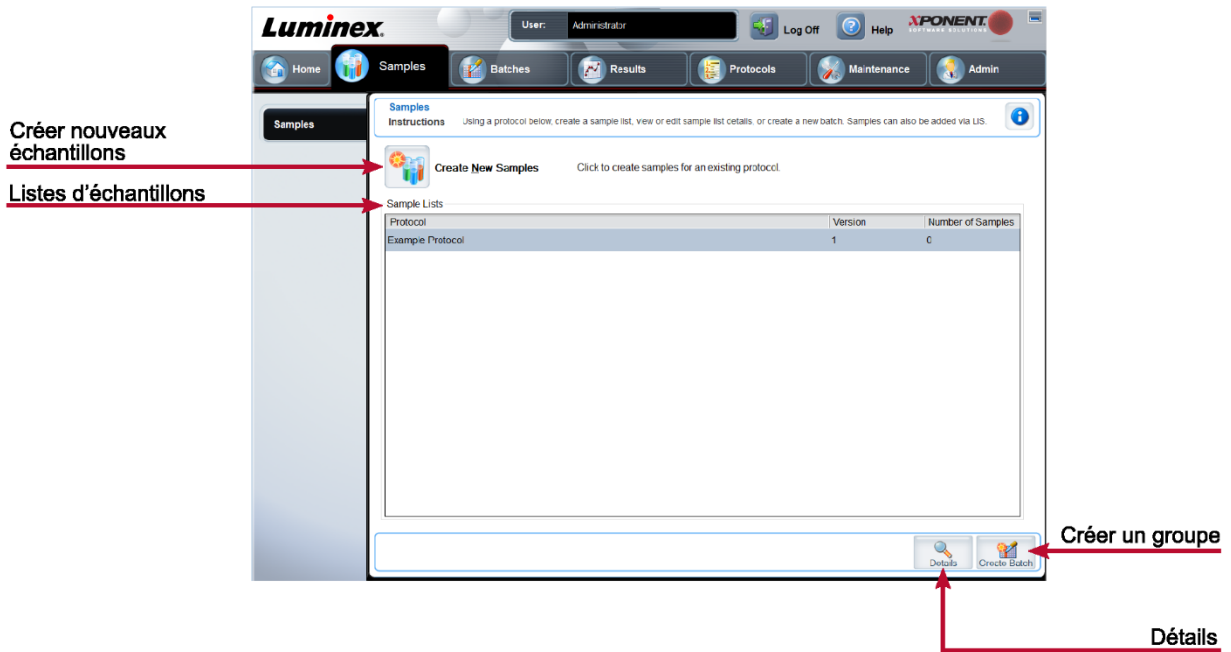 Luminex.
User: Administrator
Log Off
Help
XPONENT.
SOFTWARE SOLUTIONS
Home
Samples
Batches
Results
Protocols
Maintenance
Admin
Samples
Samples
Instructions Using a protocol below, create a sample list, view or edit sample list details, or create a new batch. Samples can also be added via LIS.
Créer nouveaux
échantillons
Create New Samples Click to create samples for an existing protocol.
Listes d'échantillons
Sample Lists
Protocol Version Number of Samples
Example Protocol 1 0
Créer un groupe
Details
Create Batch
Détails